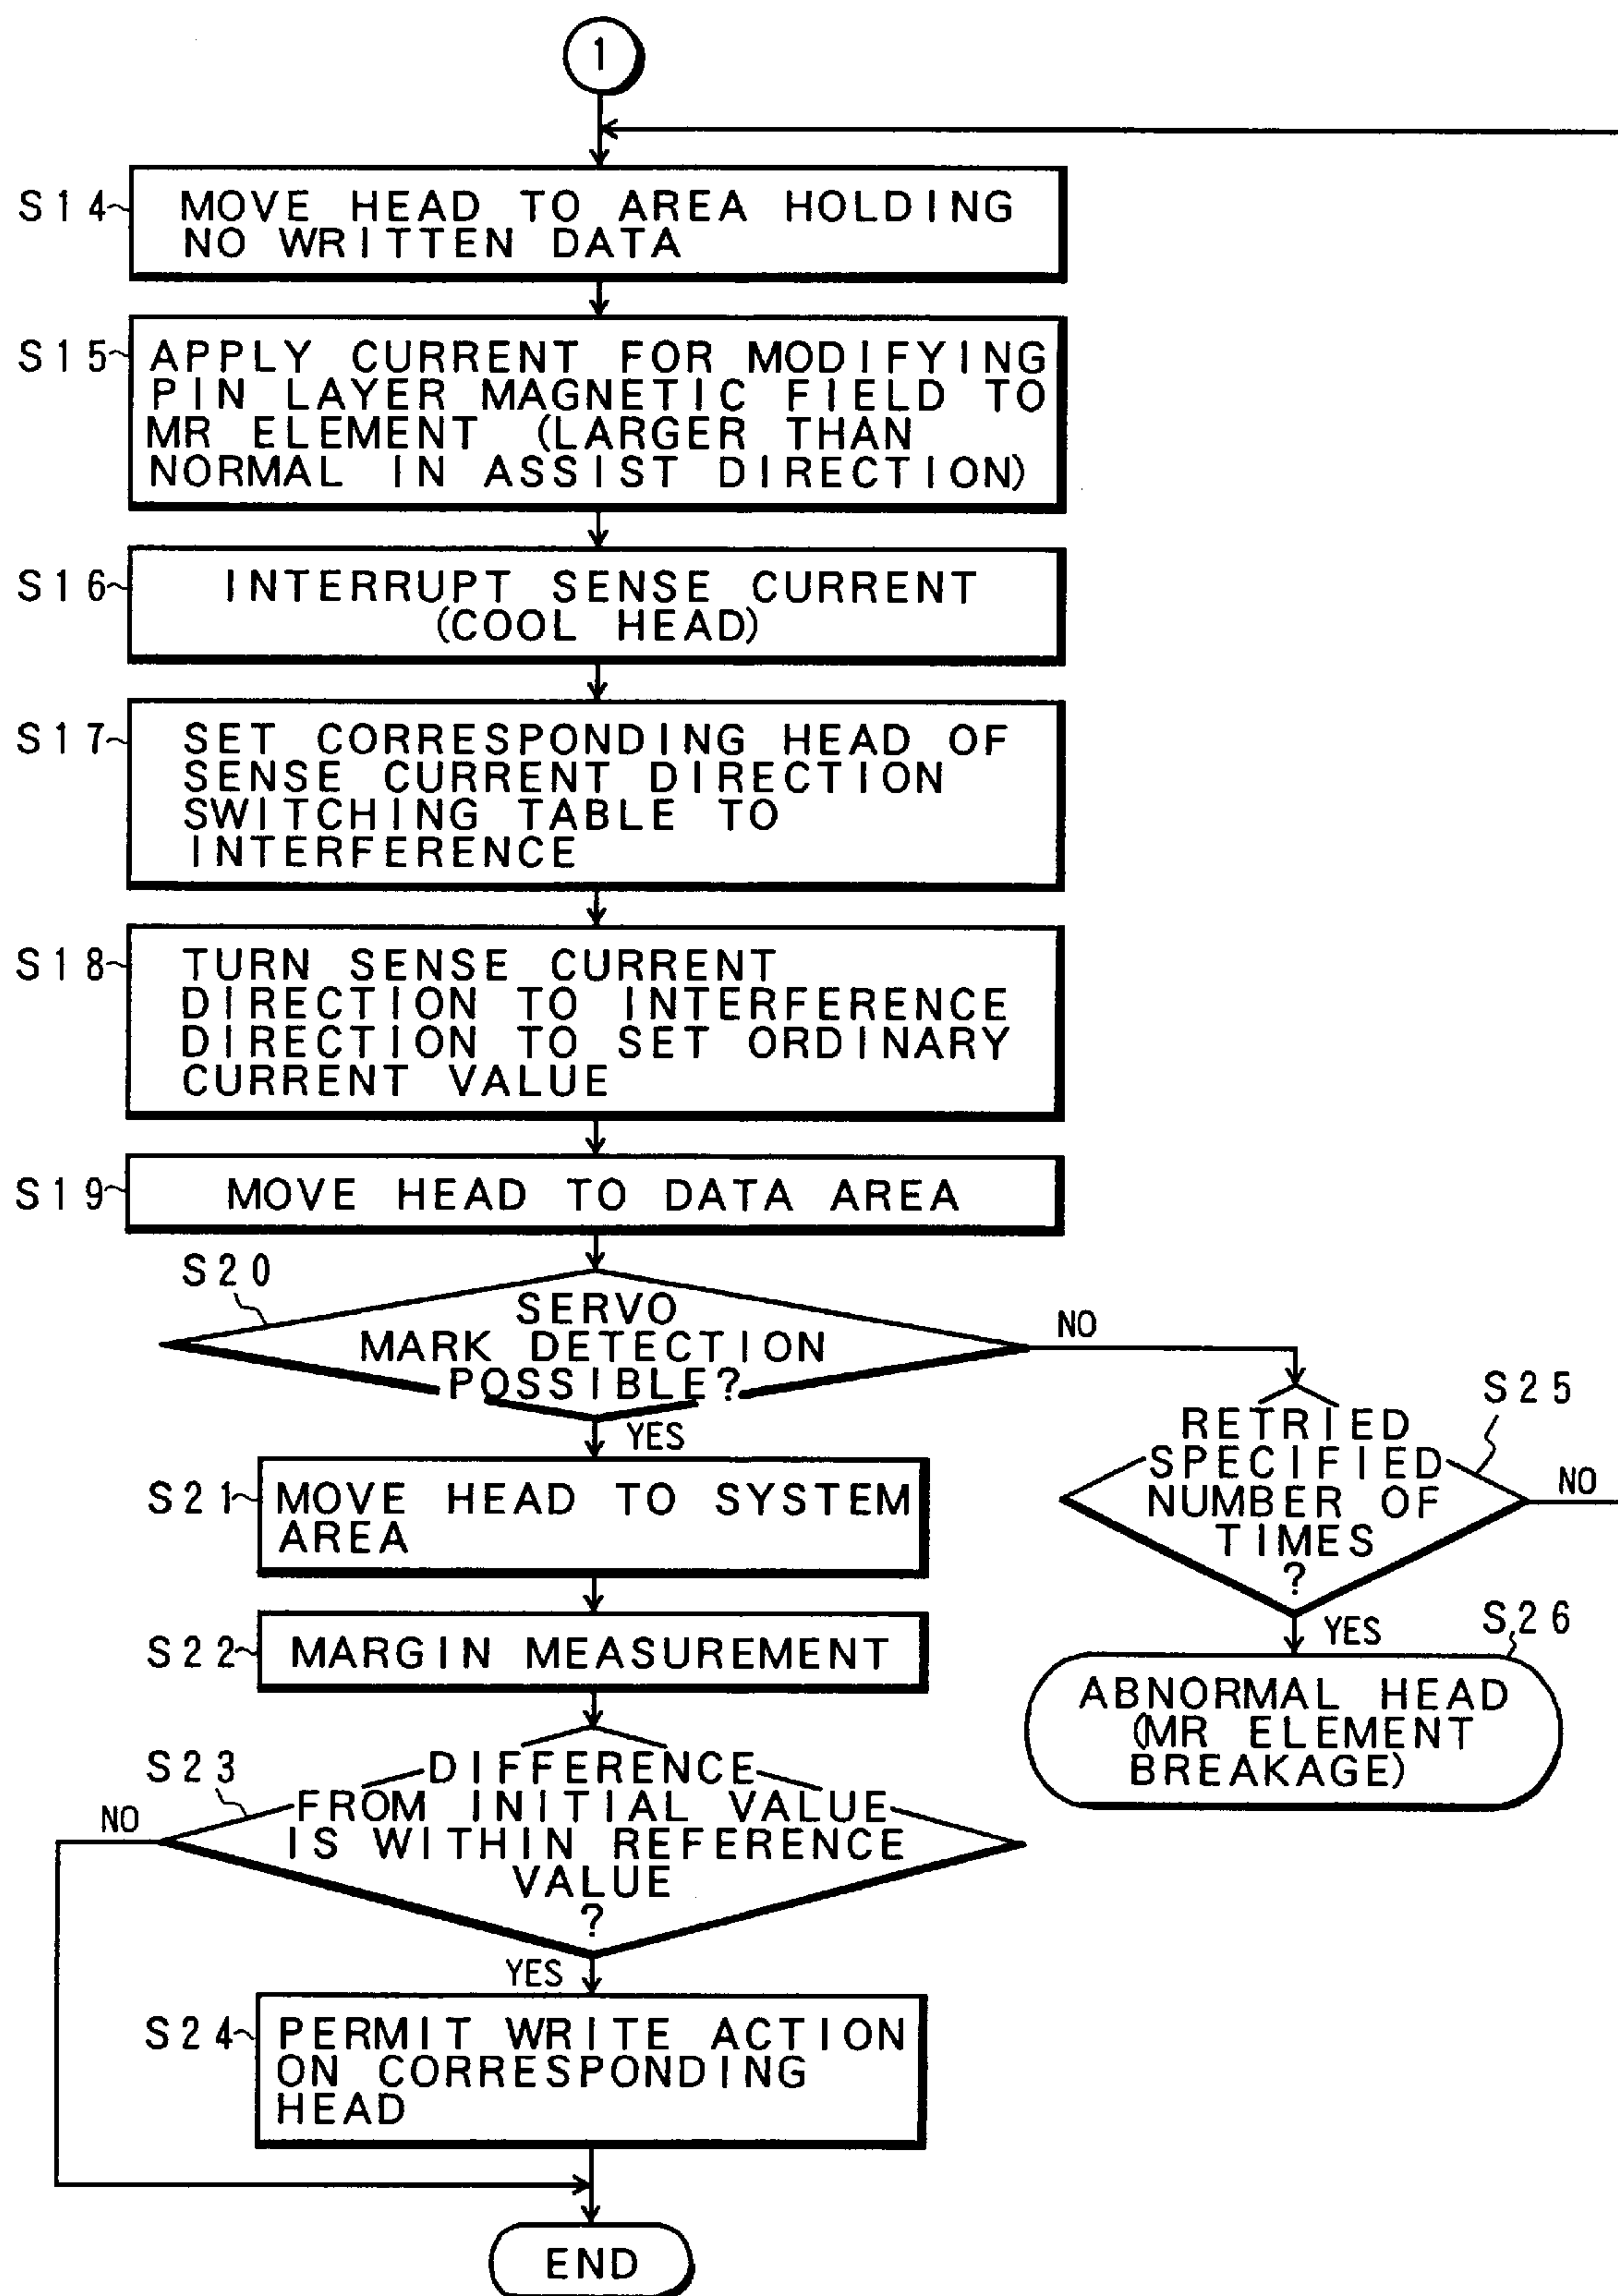 1
S14
MOVE HEAD TO AREA HOLDING
NO WRITTEN DATA
S15
APPLY CURRENT FOR MODIFYING
PIN LAYER MAGNETIC FIELD TO
MR ELEMENT (LARGER THAN
NORMAL IN ASSIST DIRECTION)
S16
INTERRUPT SENSE CURRENT
(COOL HEAD)
S17
SET CORRESPONDING HEAD OF
SENSE CURRENT DIRECTION
SWITCHING TABLE TO
INTERFERENCE
S18
TURN SENSE CURRENT
DIRECTION TO INTERFERENCE
DIRECTION TO SET ORDINARY
CURRENT VALUE
S19
MOVE HEAD TO DATA AREA
S20
SERVO
MARK DETECTION
POSSIBLE?
NO
YES
S21
MOVE HEAD TO SYSTEM
AREA
S22
MARGIN MEASUREMENT
S23
DIFFERENCE
FROM INITIAL VALUE
IS WITHIN REFERENCE
VALUE
?
NO
YES
S24
PERMIT WRITE ACTION
ON CORRESPONDING
HEAD
END
S25
RETRIED
SPECIFIED
NUMBER OF
TIMES
?
NO
YES
S26
ABNORMAL HEAD
(MR ELEMENT
BREAKAGE)